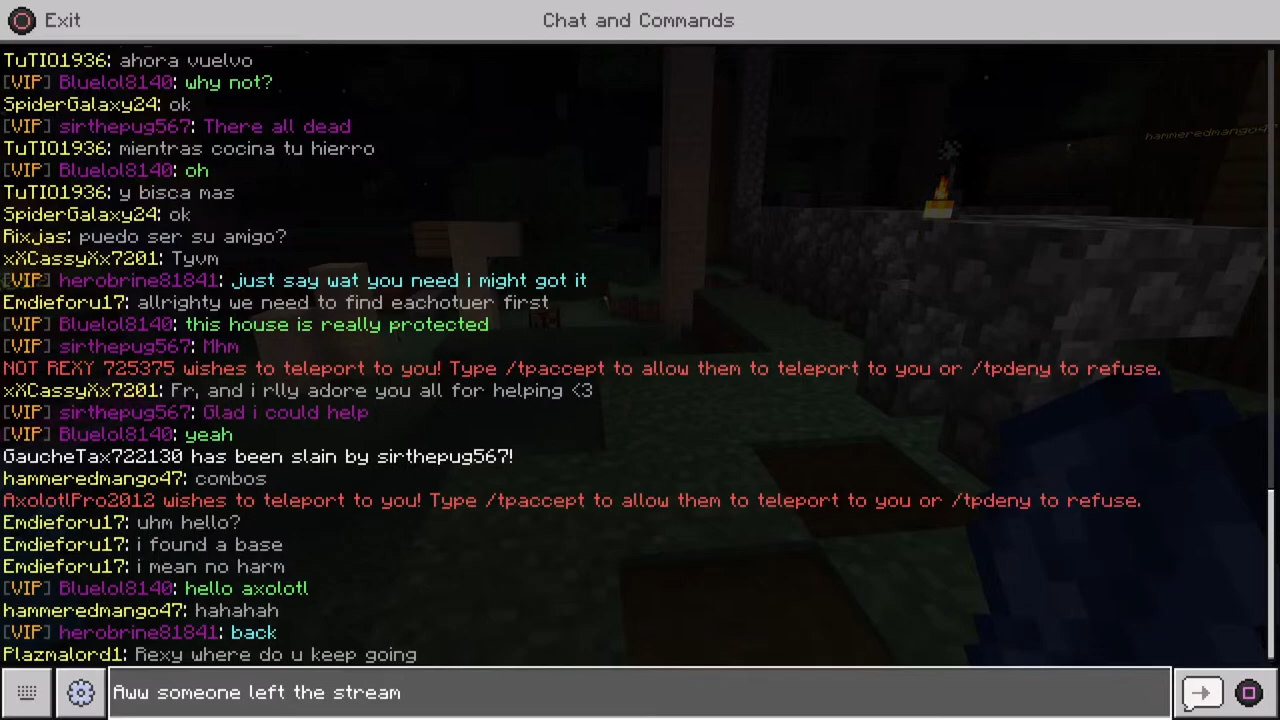 Exit
Chat and Commands
TuTIO1936: ahora vuelvo
[VIP] Bluelol8140: why not?
SpiderGalaxy24: ok
[VIP] sirthepug567: There all dead
TuTIO1936: mientras cocina tu hierro
[VIP] Bluelol8140: oh
TuTIO1936: y bisca mas
SpiderGalaxy24: ok
Rixjas: puedo ser su amigo?
xXCassyXx7201: Tyvm
[VIP] herobrine81841: just say wat you need i might got it
Emdieforu17: allrighty we need to find eachotuer first
[VIP] Bluelol8140: this house is really protected
[VIP] sirthepug567: Mhm
NOT REXY 725375 wishes to teleport to you! Type /tpaccept to allow them to teleport to you or /tpdeny to refuse.
xXCassyXx7201: Fr, and i rlly adore you all for helping <3
[VIP] sirthepug567: Glad i could help
[VIP] Bluelol8140: yeah
GaucheTax722130 has been slain by sirthepug567!
hammeredmango47: combos
AxolotlPro2012 wishes to teleport to you! Type /tpaccept to allow them to teleport to you or /tpdeny to refuse.
Emdieforu17: uhm hello?
Emdieforu17: i found a base
Emdieforu17: i mean no harm
[VIP] Bluelol8140: hello axolotl
hammeredmango47: hahahah
[VIP] herobrine81841: back
Plazmalord1: Rexy where do u keep going
Aww someone left the stream